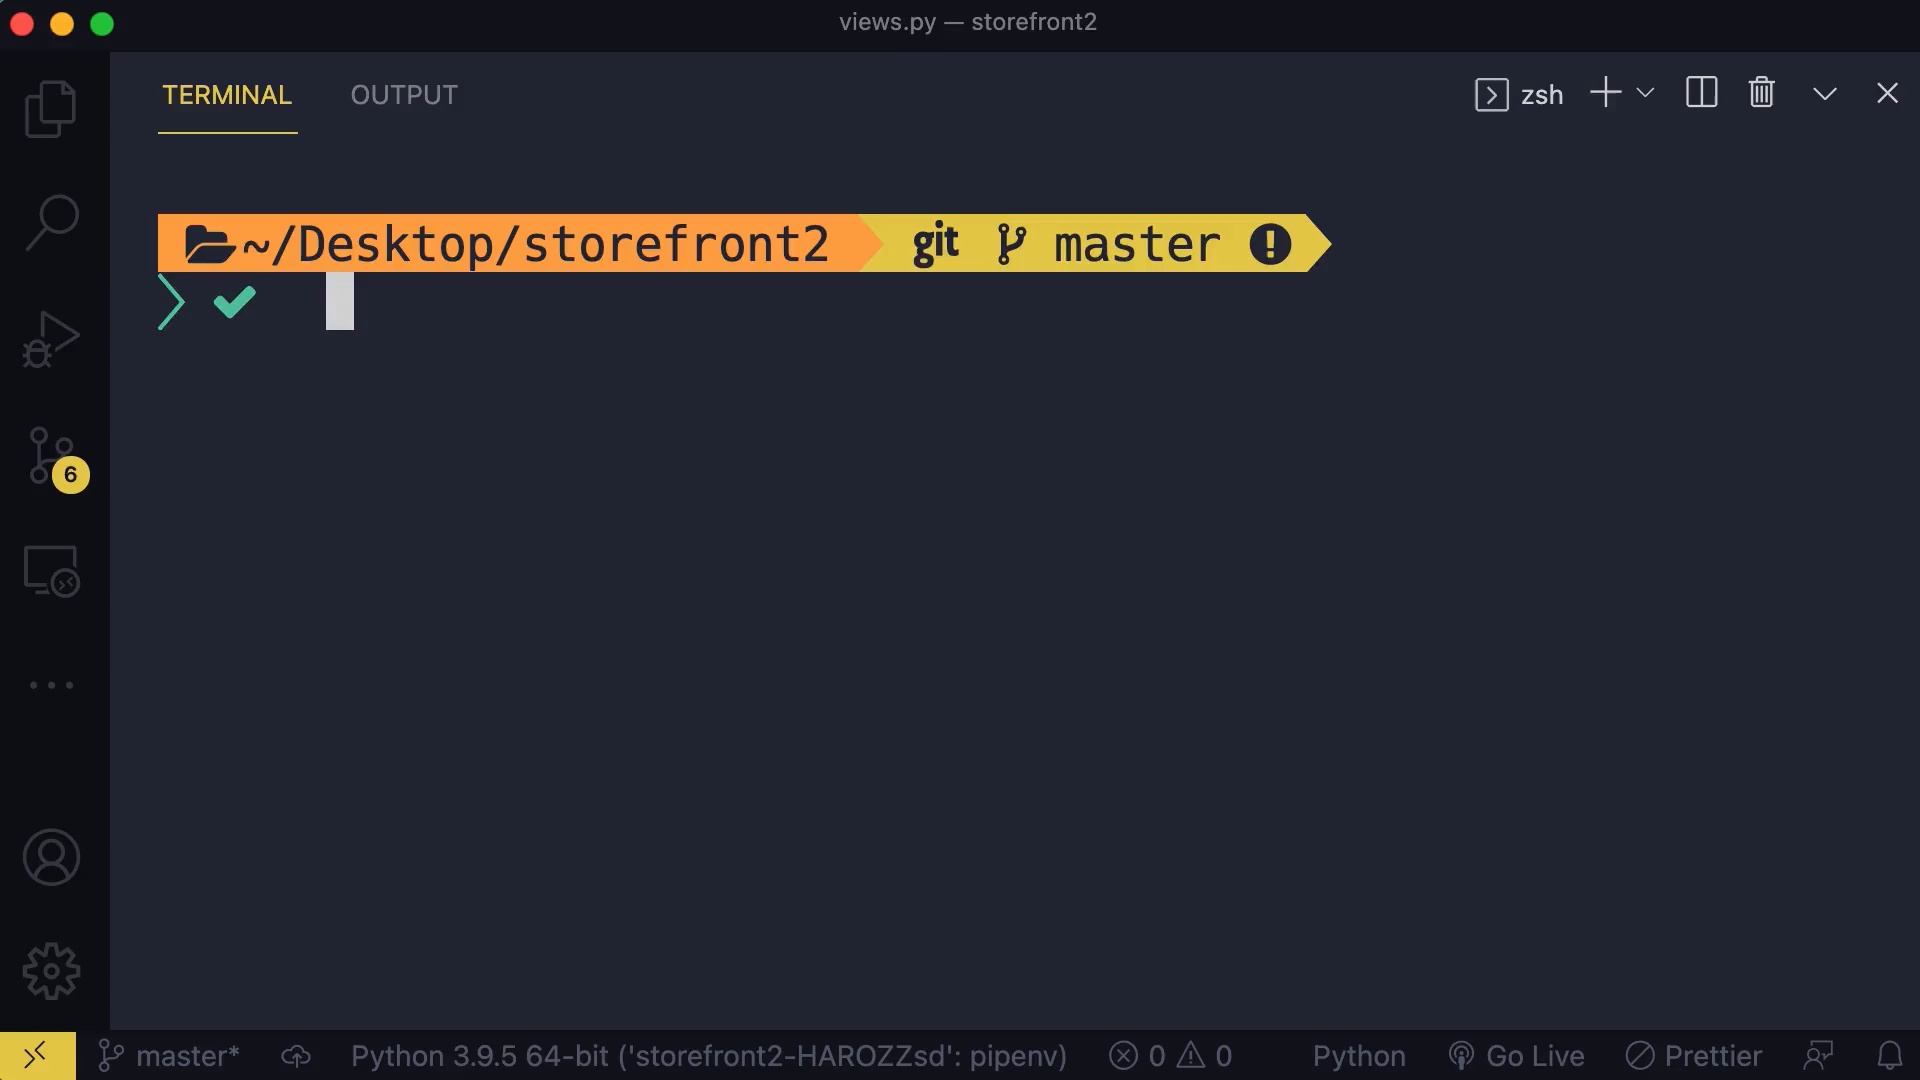 views.py — storefront2
TERMINAL OUTPUT zsh
~/Desktop/storefront2 git master
6
master* Python 3.9.5 64-bit ('storefront2-HAROZZsd': pipenv) 0 0 Python Go Live Prettier